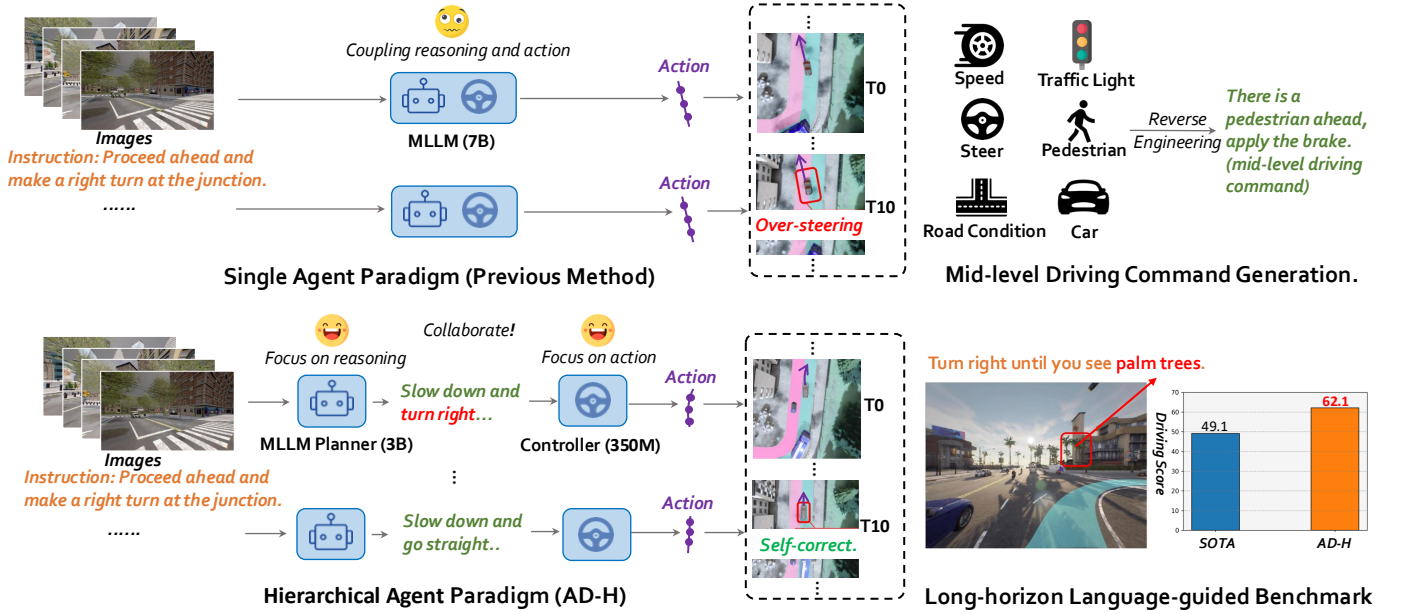 Coupling reasoning and action
Images
Instruction: Proceed ahead and
make a right turn at the junction.
......
MLLM (7B)
Action
Action
T0
T10
Over-steering
Single Agent Paradigm (Previous Method)
Speed
Traffic Light
Steer
Pedestrian
Road Condition
Car
Reverse
Engineering
There is a
pedestrian ahead,
apply the brake.
(mid-level driving
command)
Mid-level Driving Command Generation.
Collaborate!
Focus on reasoning
Focus on action
Images
Instruction: Proceed ahead and
make a right turn at the junction.
......
MLLM Planner (3B)
Slow down and
turn right...
Controller (350M)
Action
Slow down and
go straight..
Action
T0
T10
Self-correct.
Hierarchical Agent Paradigm (AD-H)
Turn right until you see palm trees.
Driving Score
70
60
50
40
30
20
10
0
49.1
62.1
SOTA
AD-H
Long-horizon Language-guided Benchmark